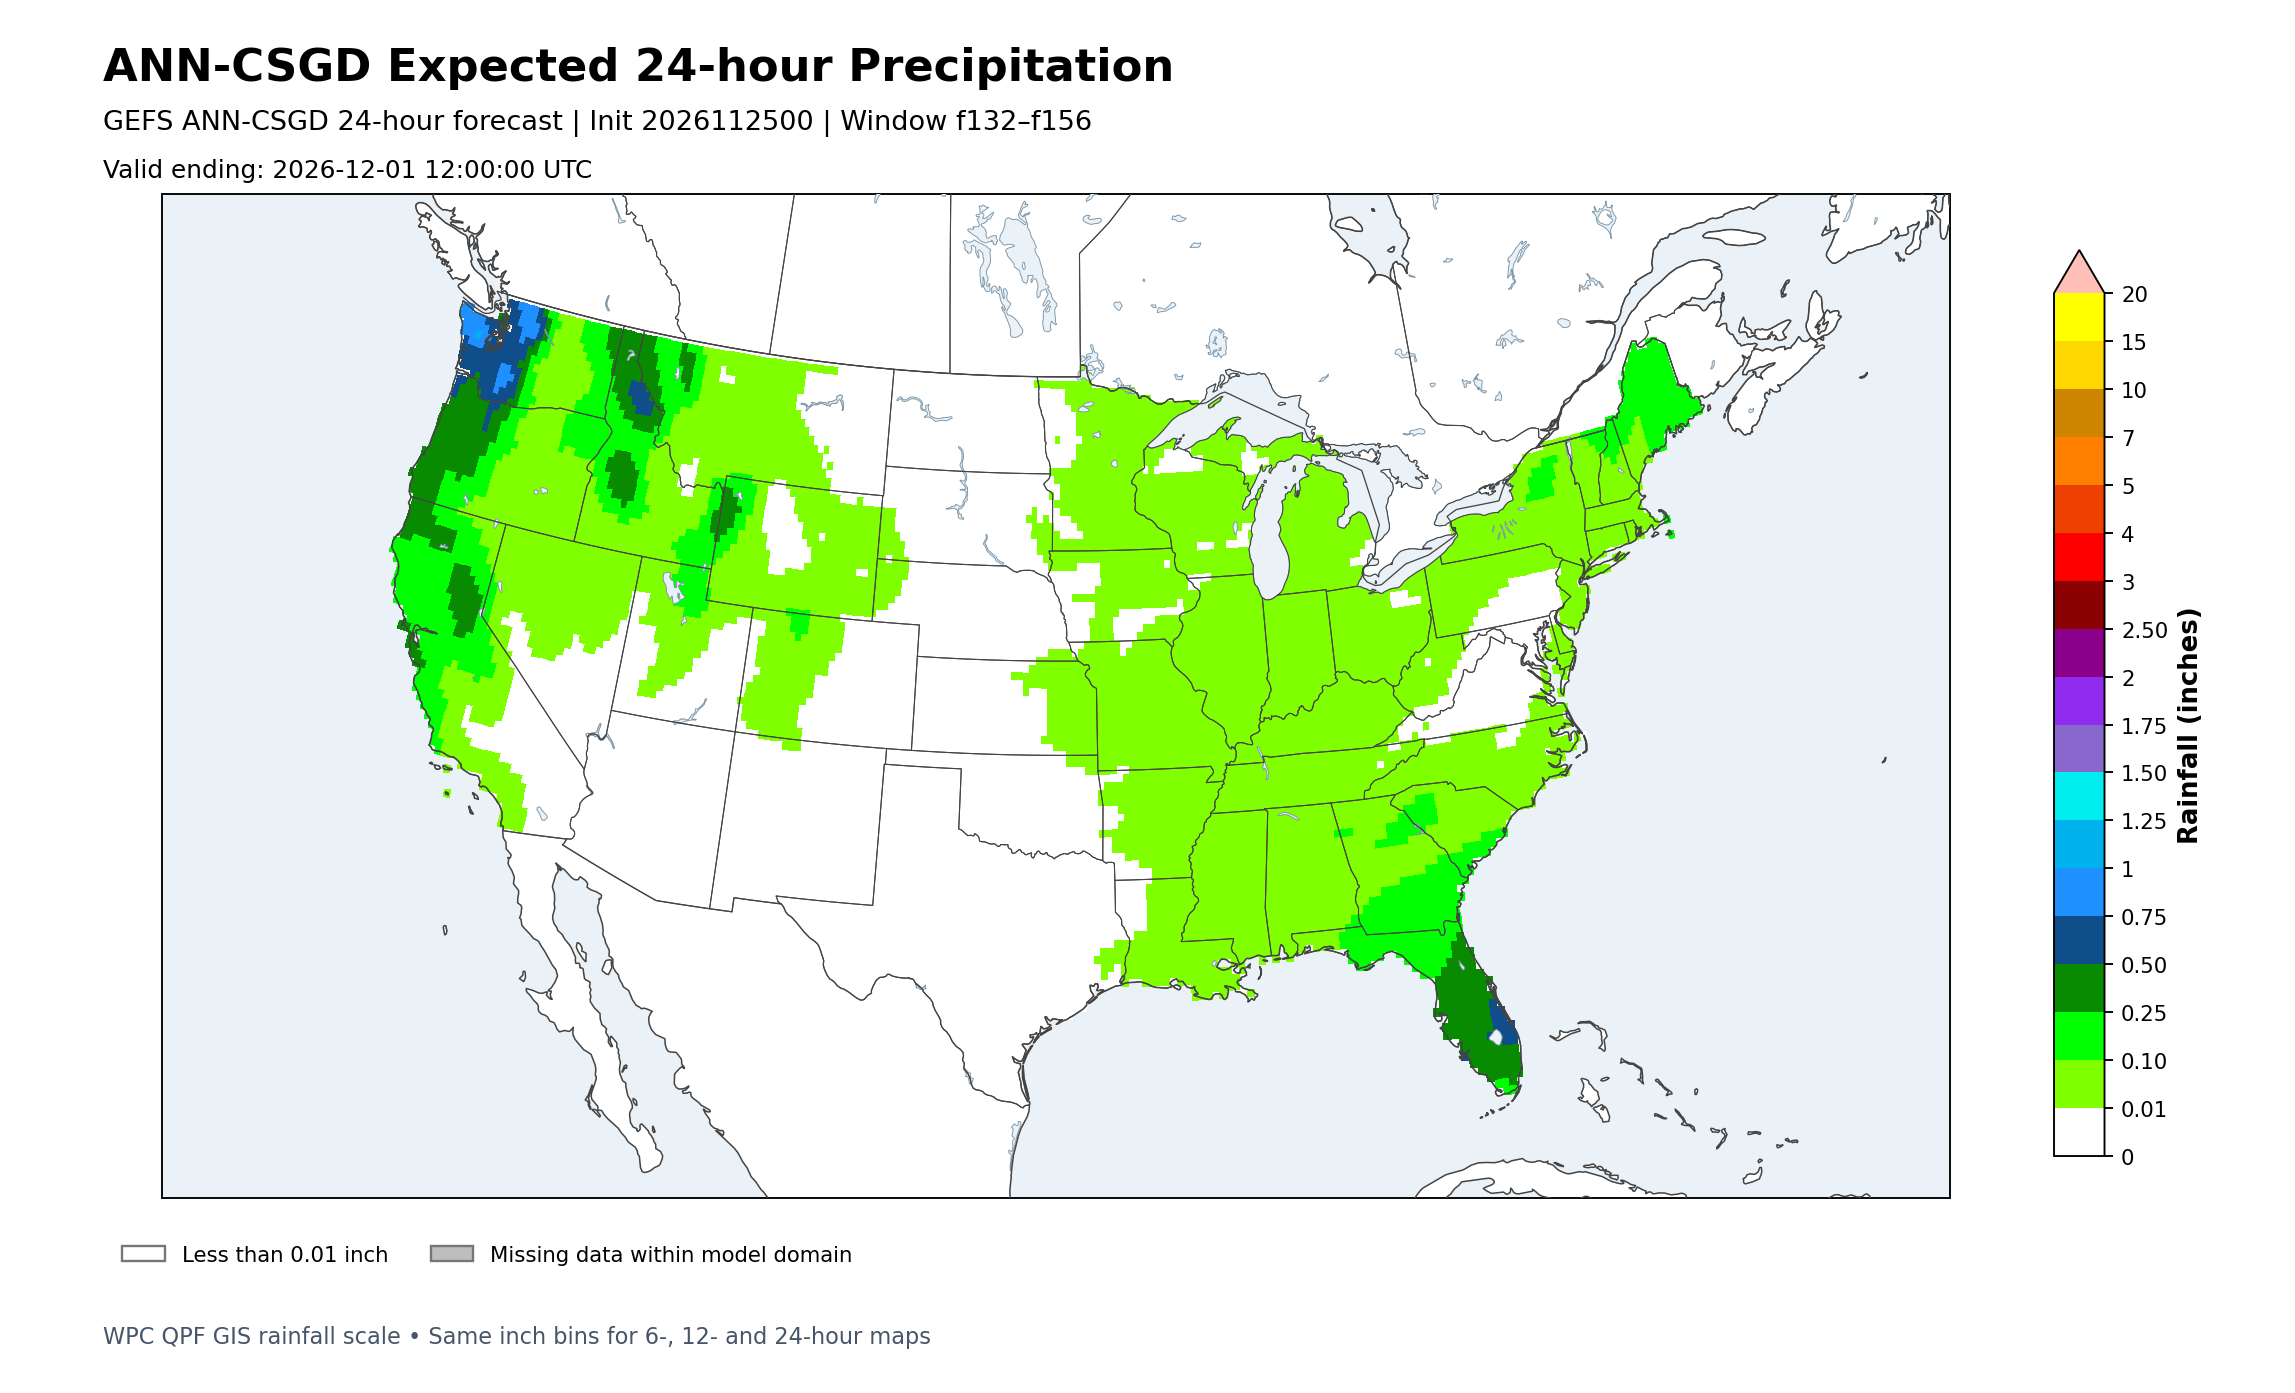 ANN-CSGD Expected 24-hour Precipitation
GEFS ANN-CSGD 24-hour forecast | Init 2026112500 | Window f132–f156
Valid ending: 2026-12-01 12:00:00 UTC
20
15
10
7
5
4
3
2.50
2
1.75
1.50
1.25
1
0.75
0.50
0.25
0.10
0.01
0
Rainfall (inches)
Less than 0.01 inch
Missing data within model domain
WPC QPF GIS rainfall scale • Same inch bins for 6-, 12- and 24-hour maps